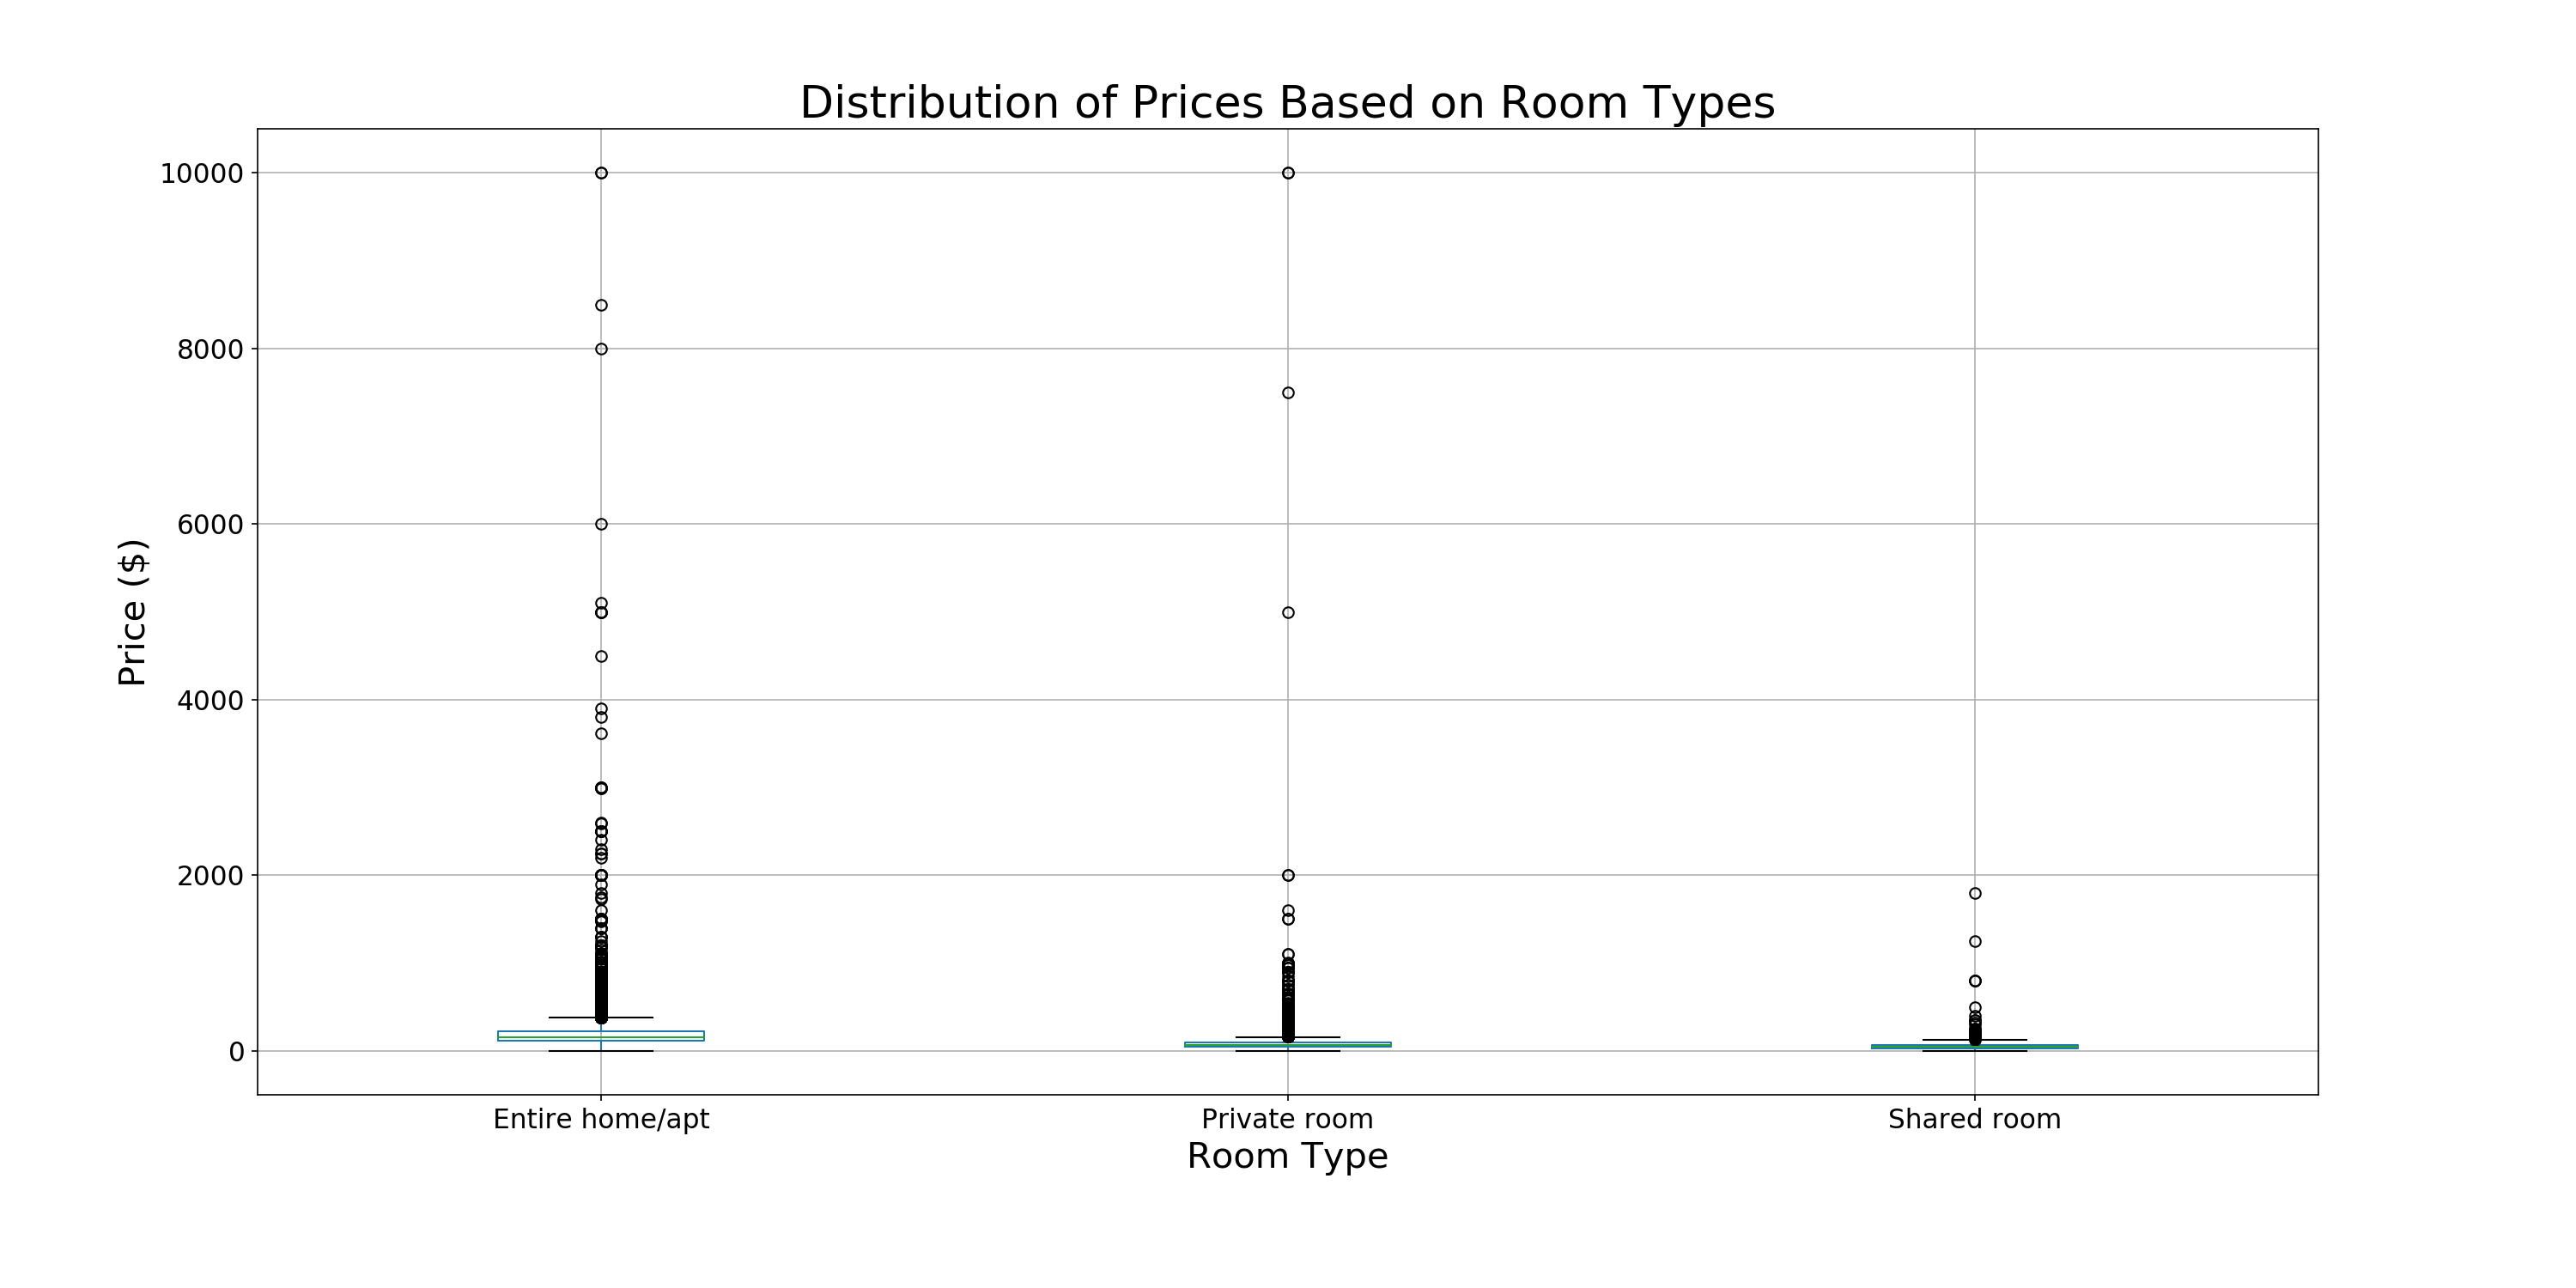 Distribution of Prices Based on Room Types
10000
8000
6000
4000
2000
0
Price ($)
Entire home/apt
Private room
Shared room
Room Type